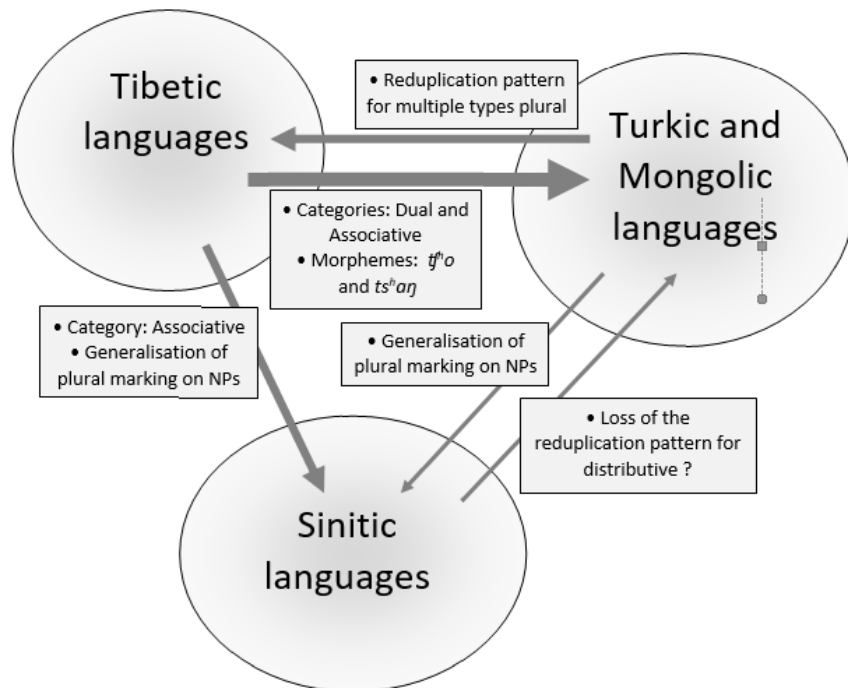 Tibetic
languages
• Reduplication pattern
for multiple types plural
Turkic and
Mongolic
languages
• Categories: Dual and
Associative
• Morphemes: tʃʰo
and tsʰaŋ
• Category: Associative
• Generalisation of
plural marking on NPs
• Generalisation of
plural marking on NPs
• Loss of the
reduplication pattern for
distributive ?
Sinitic
languages